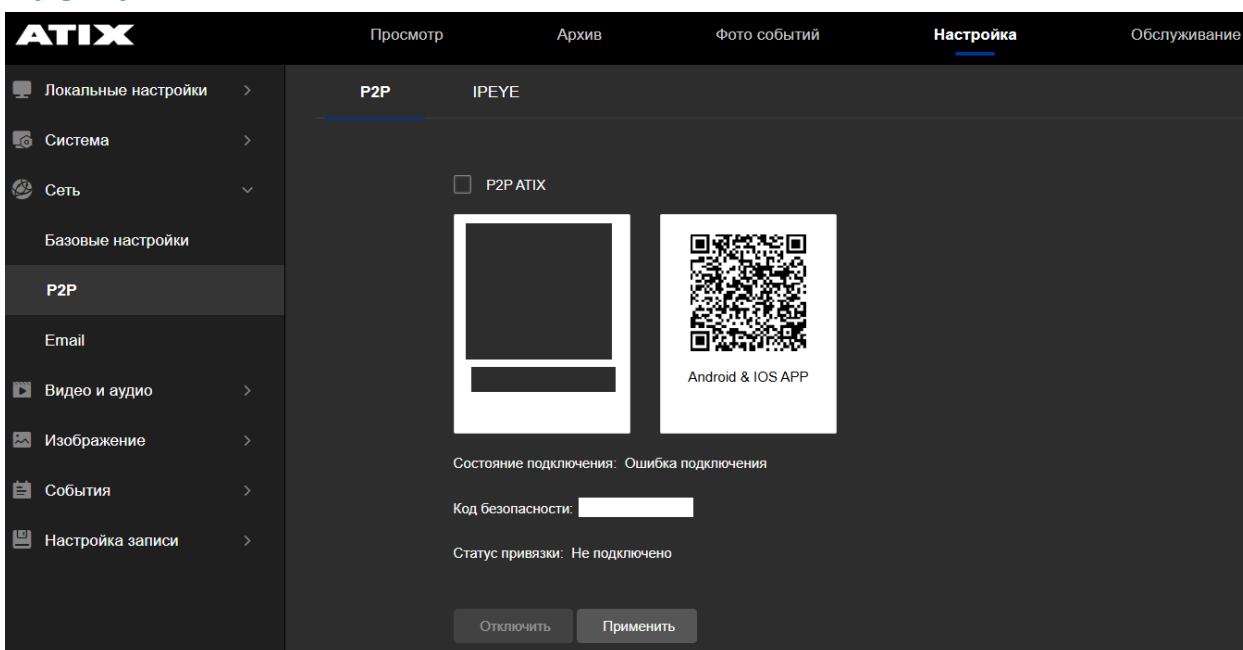 ATIX
Просмотр
Архив
Фото событий
Настройка
Обслуживание
Локальные настройки
Система
Сеть
Базовые настройки
P2P
Email
Видео и аудио
Изображение
События
Настройка записи
P2P
IPEYE
P2P ATIX
Android & IOS APP
Состояние подключения: Ошибка подключения
Код безопасности:
Статус привязки: Не подключено
Отключить
Применить